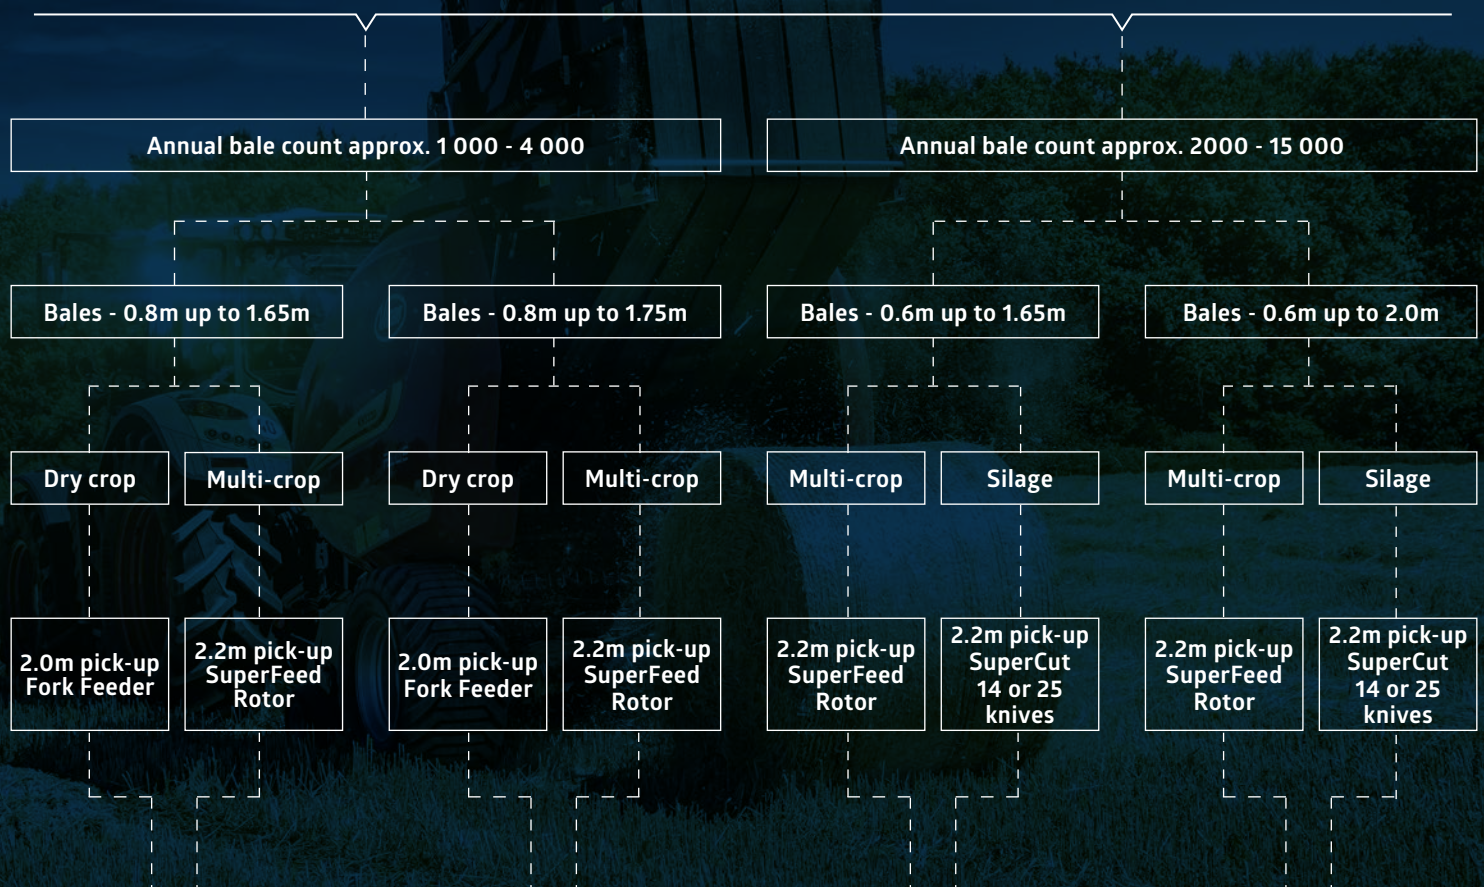 Annual bale count approx. 1 000 - 4 000
Annual bale count approx. 2000 - 15 000
Bales - 0.8m up to 1.65m
Bales - 0.8m up to 1.75m
Bales - 0.6m up to 1.65m
Bales - 0.6m up to 2.0m
Dry crop
Multi-crop
Dry crop
Multi-crop
Multi-crop
Silage
Multi-crop
Silage
2.0m pick-up
Fork Feeder
2.2m pick-up
SuperFeed
Rotor
2.0m pick-up
Fork Feeder
2.2m pick-up
SuperFeed
Rotor
2.2m pick-up
SuperFeed
Rotor
2.2m pick-up
SuperCut
14 or 25
knives
2.2m pick-up
SuperFeed
Rotor
2.2m pick-up
SuperCut
14 or 25
knives